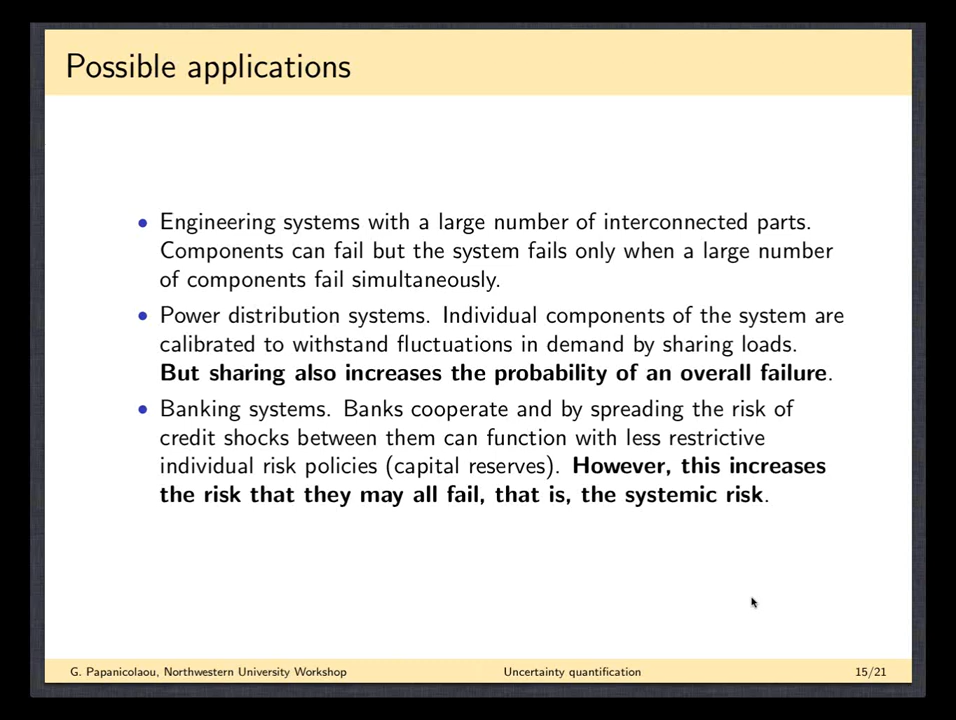 Possible applications
• Engineering systems with a large number of interconnected parts.
Components can fail but the system fails only when a large number
of components fail simultaneously.
• Power distribution systems. Individual components of the system are
calibrated to withstand fluctuations in demand by sharing loads.
But sharing also increases the probability of an overall failure.
• Banking systems. Banks cooperate and by spreading the risk of
credit shocks between them can function with less restrictive
individual risk policies (capital reserves). However, this increases
the risk that they may all fail, that is, the systemic risk.
G. Papanicolaou, Northwestern University Workshop
Uncertainty quantification
15/21